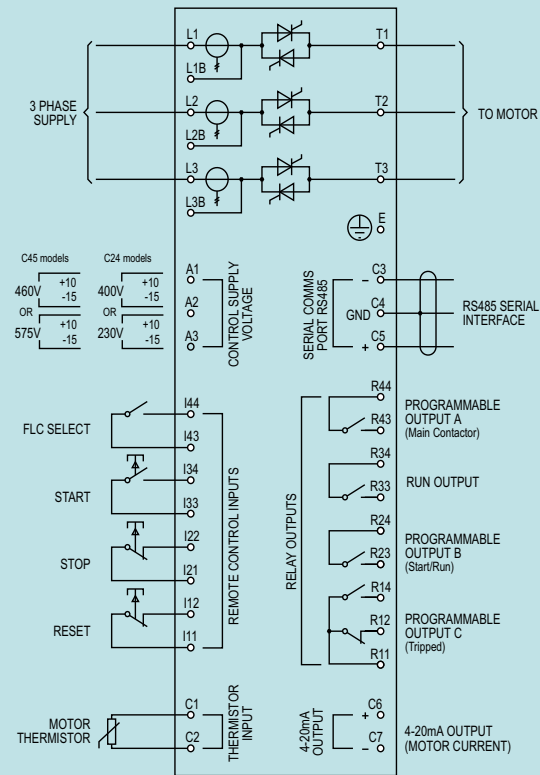 L1
T1
L1B
3 PHASE
SUPPLY
L2
T2
TO MOTOR
L2B
L3
T3
L3B
E
C45 models
460V
+10
-15
OR
575V
+10
-15
C24 models
400V
+10
-15
OR
230V
+10
-15
A1
A2
A3
CONTROL SUPPLY
VOLTAGE
SERIAL COMMS
PORT RS485
– C3
GND C4
+ C5
RS485 SERIAL
INTERFACE
FLC SELECT
I44
I43
START
I34
I33
STOP
I22
I21
RESET
I12
I11
REMOTE CONTROL INPUTS
RELAY OUTPUTS
R44
R43
PROGRAMMABLE
OUTPUT A
(Main Contactor)
R34
R33
RUN OUTPUT
R24
R23
PROGRAMMABLE
OUTPUT B
(Start/Run)
R14
R12
R11
PROGRAMMABLE
OUTPUT C
(Tripped)
MOTOR
THERMISTOR
C1
C2
THERMISTOR
INPUT
4-20mA
OUTPUT
+ C6
– C7
4-20mA OUTPUT
(MOTOR CURRENT)